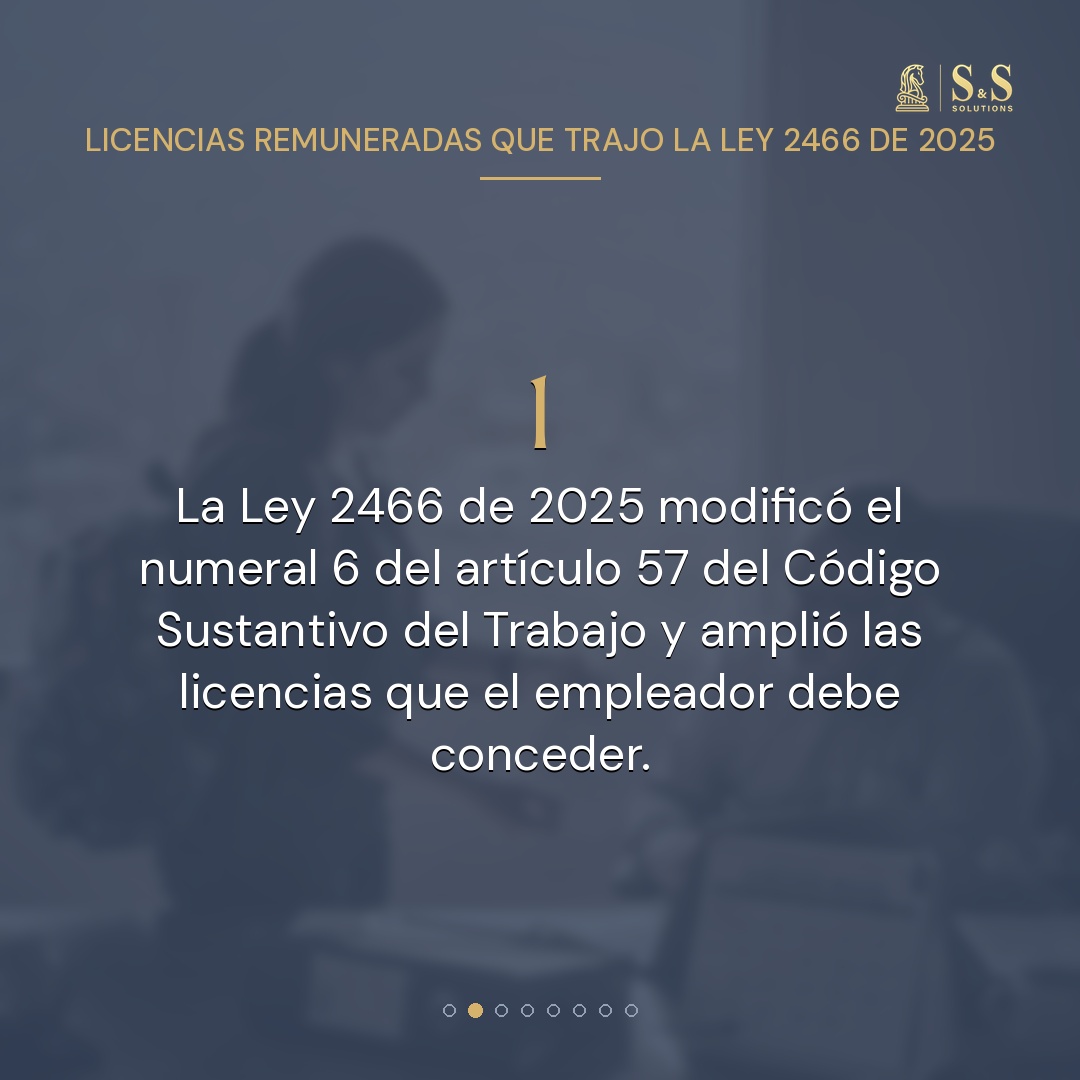 S&S
SOLUTIONS
LICENCIAS REMUNERADAS QUE TRAJO LA LEY 2466 DE 2025
1
La Ley 2466 de 2025 modificó el
numeral 6 del artículo 57 del Código
Sustantivo del Trabajo y amplió las
licencias que el empleador debe
conceder.